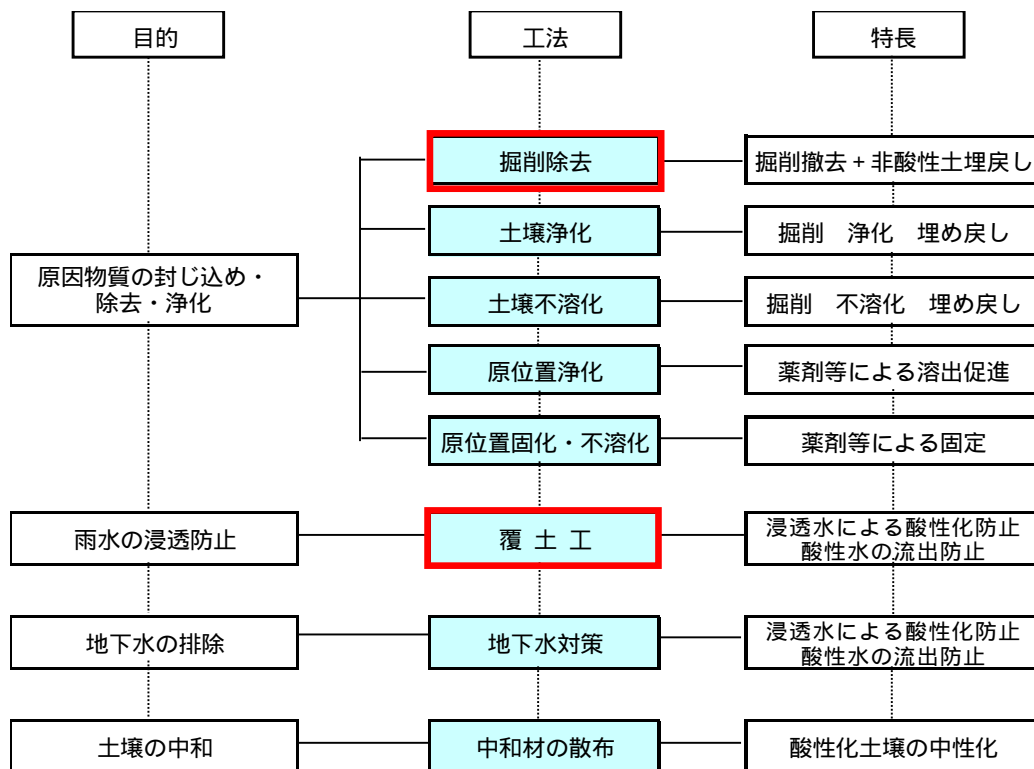 目的
工法
特長
掘削除去
掘削撤去＋非酸性土埋戻し
土壌浄化
掘削　浄化　埋め戻し
原因物質の封じ込め・
除去・浄化
土壌不溶化
掘削　不溶化　埋め戻し
原位置浄化
薬剤等による溶出促進
原位置固化・不溶化
薬剤等による固定
雨水の浸透防止
覆 土 工
浸透水による酸性化防止
酸性水の流出防止
地下水の排除
地下水対策
浸透水による酸性化防止
酸性水の流出防止
土壌の中和
中和材の散布
酸性化土壌の中性化